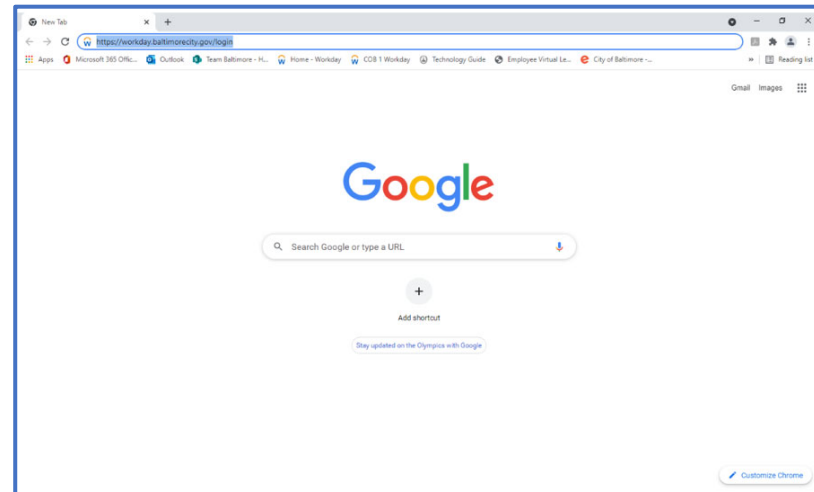 New Tab
https://workday.baltimorecity.gov/login
Apps Microsoft 365 Offic... Outlook Team Baltimore - H... Home - Workday COB 1 Workday Technology Guide Employee Virtual Le... City of Baltimore -... » Reading list
Gmail Images
Google
Search Google or type a URL
Add shortcut
Stay updated on the Olympics with Google
Customize Chrome